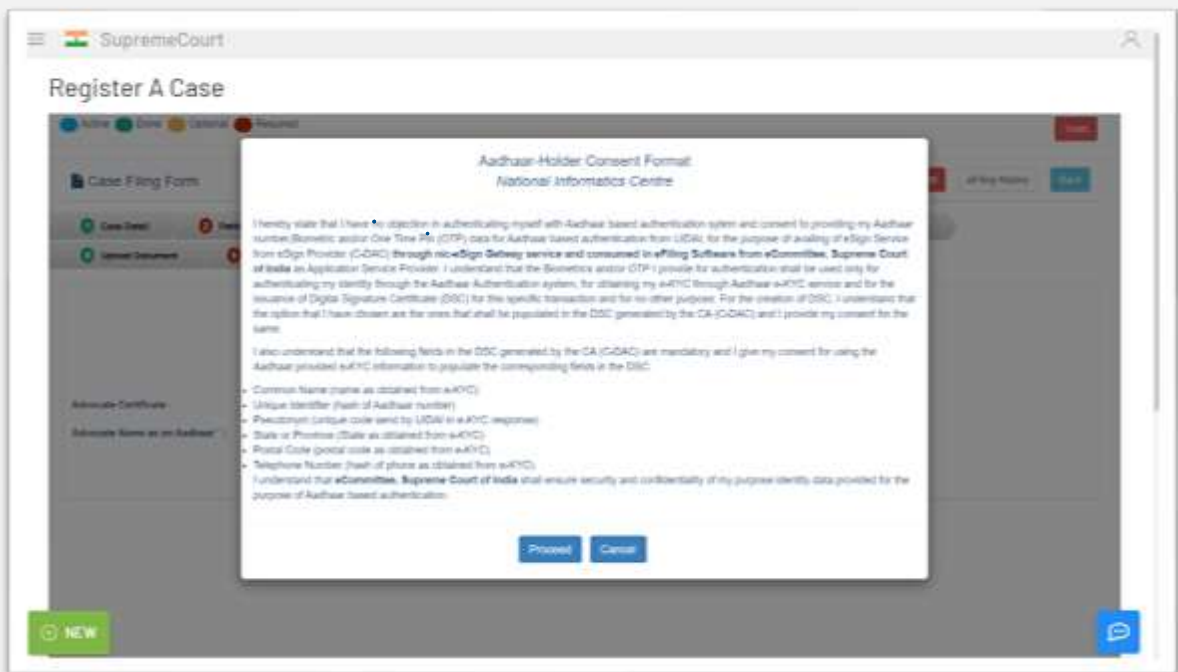 SupremeCourt
Register A Case
Active Done Optional Required
Aadhaar-Holder Consent Format
National Informatics Centre
Case Filing Form
eFiling Home Back
Case Detail
Upload Document
I hereby state that I have no objection in authenticating myself with Aadhaar based authentication system and consent to providing my Aadhaar
number,Biometric and/or One Time Pin (OTP) data for Aadhaar based authentication from UIDAI, for the purpose of availing of eSign Service
from eSign Provider (C-DAC) through nic-eSign Getway service and consumed in eFiling Software from eCommittee, Supreme Court
of India as Application Service Provider. I understand that the Biometrics and/or OTP I provide for authentication shall be used only for
authenticating my identity through the Aadhaar Authentication system, for obtaining my e-KYC through Aadhaar e-KYC service and for the
issuance of Digital Signature Certificate (DSC) for this specific transaction and for no other purpose. For the creation of DSC, I understand that
the option that I have chosen are the ones that shall be populated in the DSC generated by the CA (C-DAC) and I provide my consent for the
same.
I also understand that the following fields in the DSC generated by the CA (C-DAC) are mandatory and I give my consent for using the
Aadhaar provided e-KYC information to populate the corresponding fields in the DSC.
Common Name (name as obtained from e-KYC)
Unique Identifier (hash of Aadhaar number)
Pseudonym (unique code send by UIDAI in e-KYC response)
State or Province (State as obtained from e-KYC)
Postal Code (postal code as obtained from e-KYC)
Telephone Number (hash of phone as obtained from e-KYC)
I understand that eCommittee, Supreme Court of India shall ensure security and confidentiality of my purpose identity data provided for the
purpose of Aadhaar based authentication.
Advocate Certificate
Advocate Name as on Aadhaar
Proceed Cancel
NEW